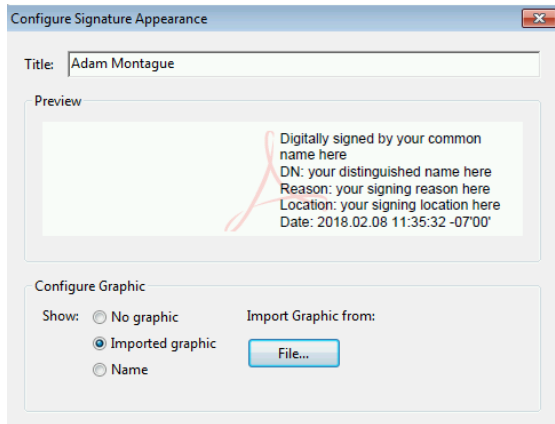 Configure Signature Appearance
Title: Adam Montague
Preview
Digitally signed by your common
name here
DN: your distinguished name here
Reason: your signing reason here
Location: your signing location here
Date: 2018.02.08 11:35:32 -07'00'
Configure Graphic
Show: No graphic Import Graphic from:
Imported graphic File...
Name